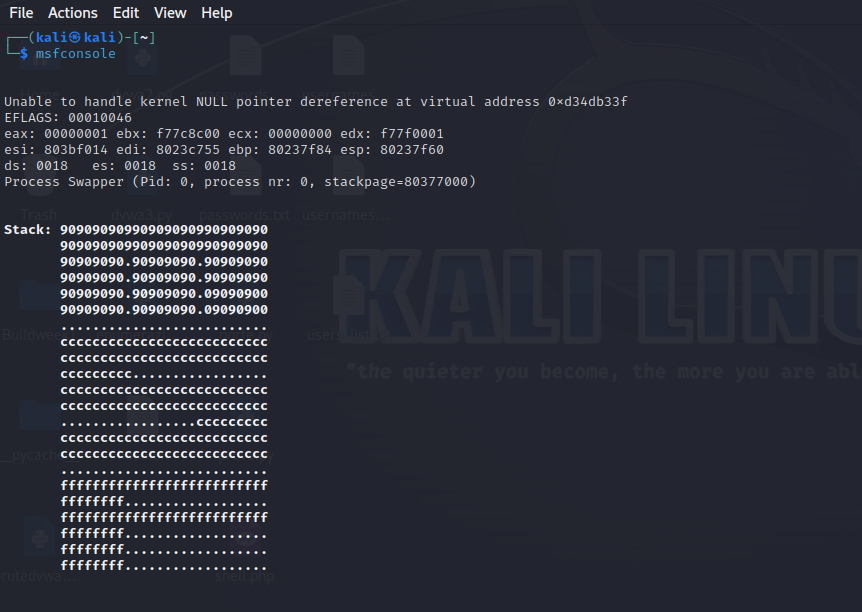 File Actions Edit View Help
┌──(kali㉿kali)-[~]
└─$ msfconsole
Unable to handle kernel NULL pointer dereference at virtual address 0×d34db33f
EFLAGS: 00010046
eax: 00000001 ebx: f77c8c00 ecx: 00000000 edx: f77f0001
esi: 803bf014 edi: 8023c755 ebp: 80237f84 esp: 80237f60
ds: 0018   es: 0018  ss: 0018
Process Swapper (Pid: 0, process nr: 0, stackpage=80377000)
Trash dvwa3.py passwords.txt usernames...
Stack: 90909090990909090990909090
90909090990909090990909090
90909090.90909090.90909090
90909090.90909090.90909090
90909090.90909090.09090900
90909090.90909090.09090900
..........................
cccccccccccccccccccccccccc
cccccccccccccccccccccccccc
ccccccccc.................
cccccccccccccccccccccccccc
cccccccccccccccccccccccccc
.................ccccccccc
cccccccccccccccccccccccccc
cccccccccccccccccccccccccc
..........................
ffffffffffffffffffffffffff
ffffffff..................
ffffffffffffffffffffffffff
ffffffff..................
ffffffff..................
ffffffff..................
KALI LINU
"the quieter you become, the more you are abl
shell.php